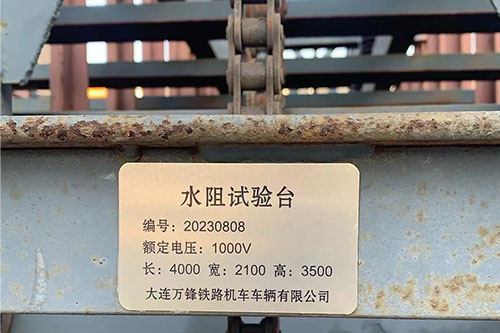 水阻试验台
编号：20230808
额定电压：1000V
长：4000 宽：2100 高：3500
大连万锋铁路机车车辆有限公司